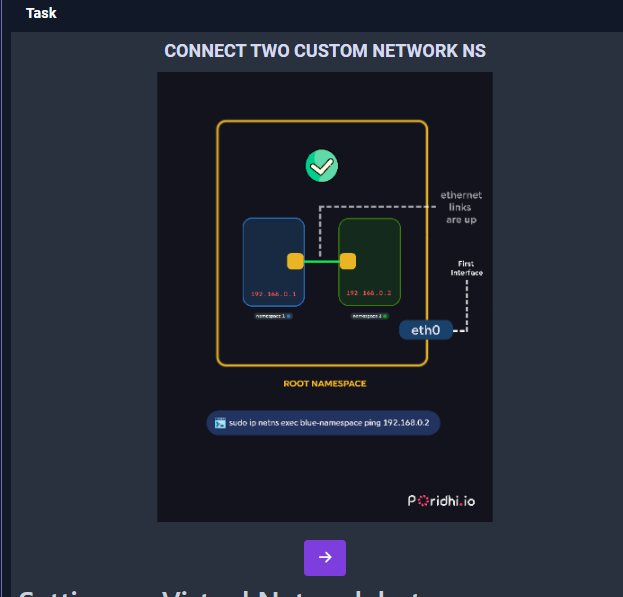 Task
CONNECT TWO CUSTOM NETWORK NS
ethernet
links
are up
First
Interface
192.168.0.1
192.168.0.2
namespace 1
namespace 2
eth0
ROOT NAMESPACE
sudo ip netns exec blue-namespace ping 192.168.0.2
Poridhi.io